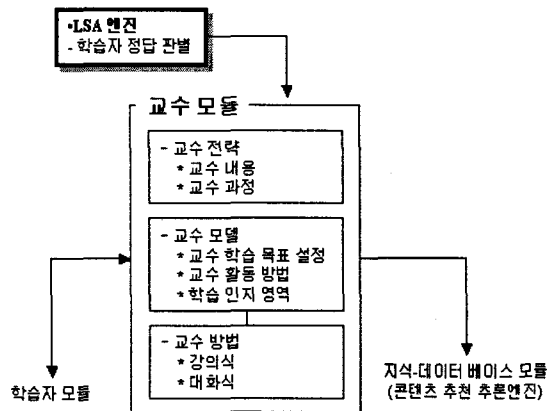 •LSA 엔진
- 학습자 정답 판별
교수 모듈
- 교수 전략
* 교수 내용
* 교수 과정
- 교수 모델
* 교수 학습 목표 설정
* 교수 활동 방법
* 학습 인지 영역
- 교수 방법
* 강의식
* 대화식
학습자 모듈
지식-데이터 베이스 모듈
(콘텐츠 추천 추론엔진)